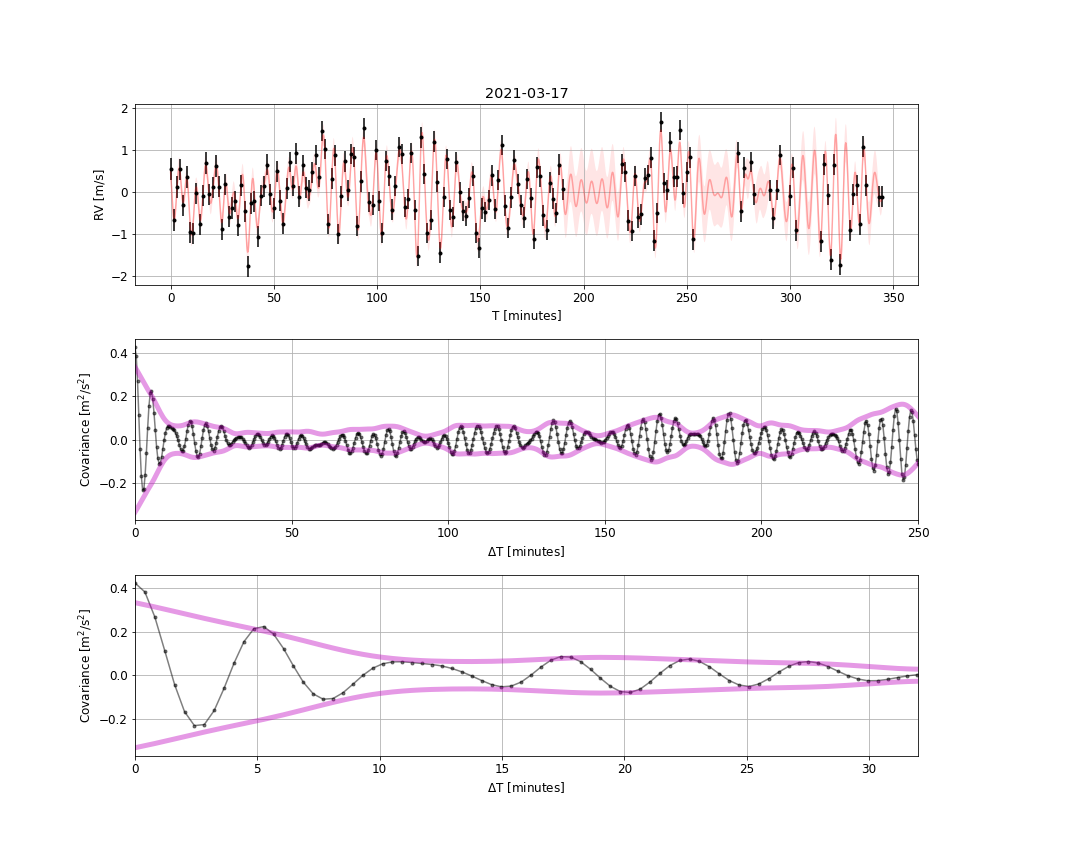 2021-03-17
2
1
0
−1
−2
RV [m/s]
0 50 100 150 200 250 300 350
T [minutes]
0.4
0.2
0.0
−0.2
Covariance [m²/s²]
0 50 100 150 200 250
ΔT [minutes]
0.4
0.2
0.0
−0.2
Covariance [m²/s²]
0 5 10 15 20 25 30
ΔT [minutes]